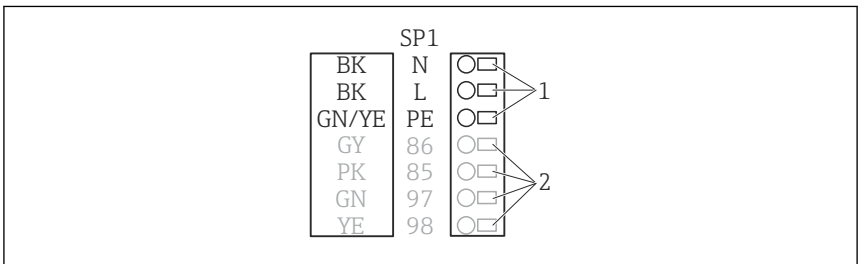 SP1
BK N
BK L 1
GN/YE PE
GY 86
PK 85 2
GN 97
YE 98